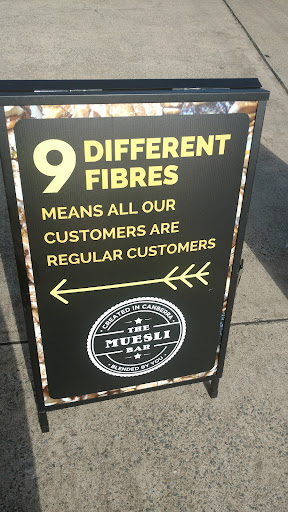 9 DIFFERENT
FIBRES
MEANS ALL OUR
CUSTOMERS ARE
REGULAR CUSTOMERS
CREATED IN CANBERRA
THE
MUESLI
BAR
BLENDED BY YOU